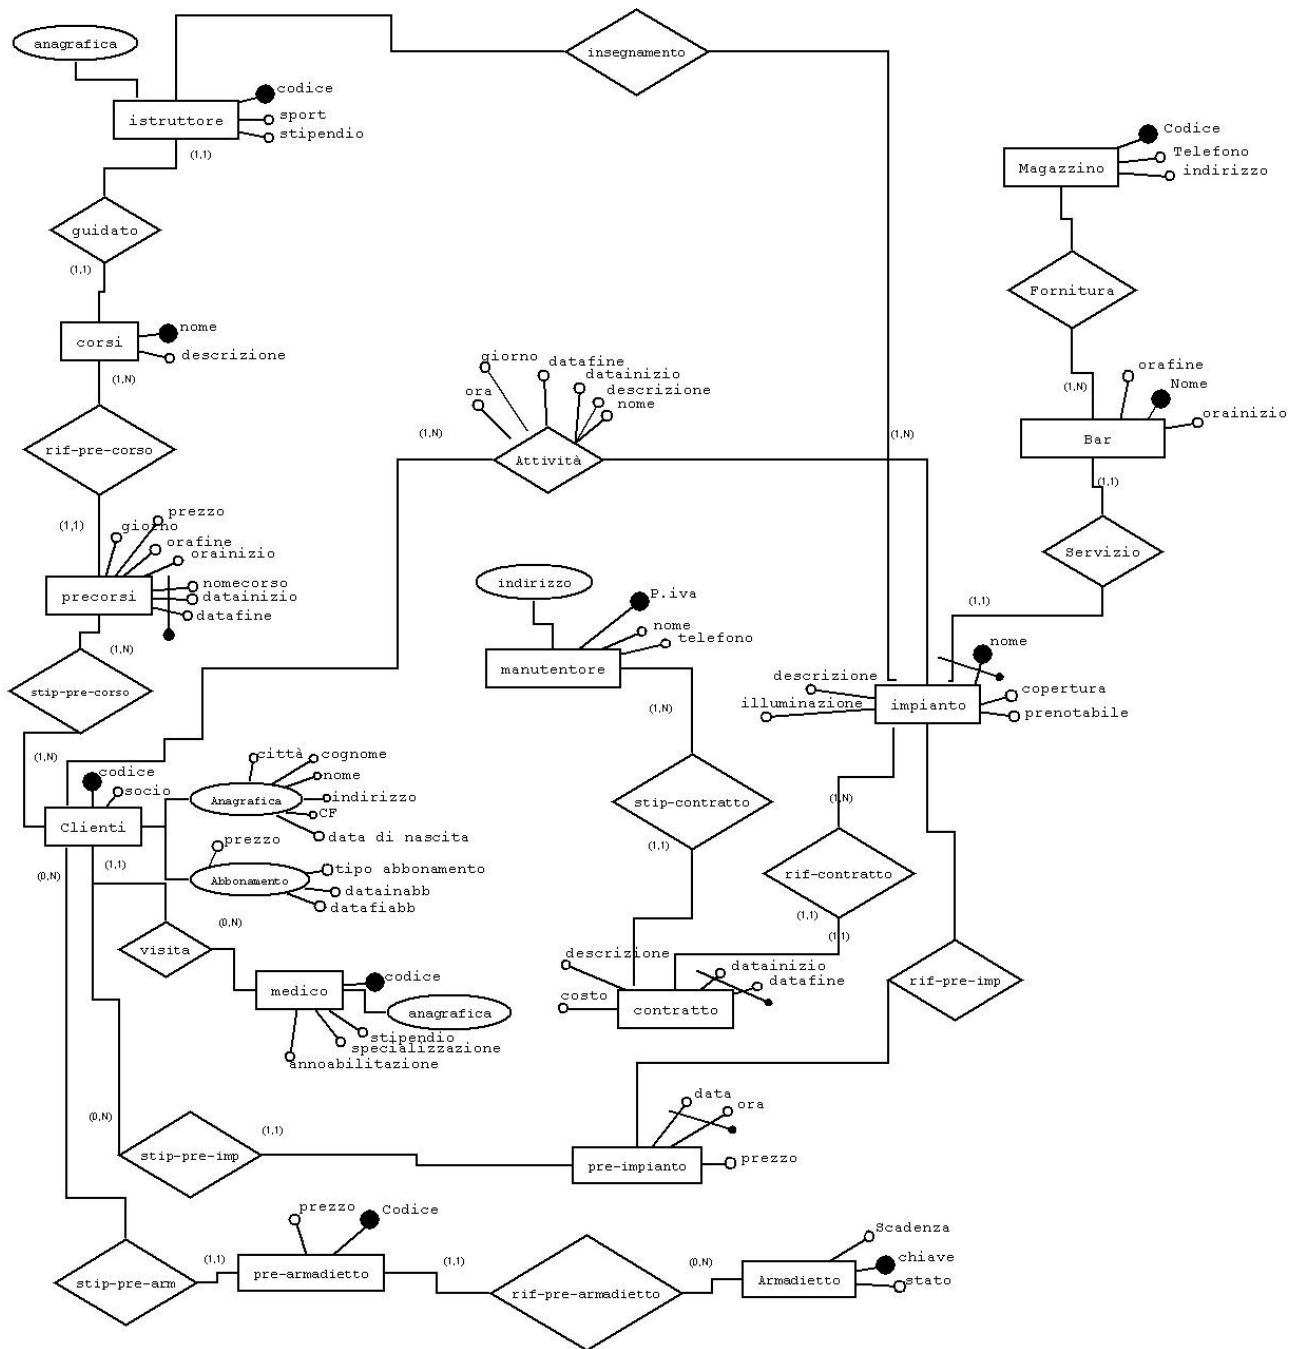 anagrafica
insegnamento
codice
istruttore
sport
stipendio
(1,1)
Codice
Telefono
Magazzino
indirizzo
guidato
(1,1)
Fornitura
nome
corsi
descrizione
(1,N)
giorno
datafine
datainizio
descrizione
ora
nome
(1,N)
orafine
Nome
orainizio
(1,N)
(1,N)
Bar
rif-pre-corso
Attività
(1,1)
(1,1)
prezzo
giorno
orafine
orainizio
Servizio
nomecorso
precorsi
datainizio
datafine
indirizzo
P.iva
nome
telefono
(1,1)
(1,N)
manutentore
nome
stip-pre-corso
descrizione
copertura
illuminazione
impianto
prenotabile
(1,N)
(1,N)
città
cognome
codice
nome
socio
Anagrafica
indirizzo
CF
stip-contratto
(1,N)
Clienti
data di nascita
prezzo
(1,1)
(1,1)
(0,N)
tipo abbonamento
Abbonamento
datainabb
datafiabb
rif-contratto
(0,N)
(1,1)
visita
(1,1)
descrizione
datainizio
datafine
codice
medico
costo
contratto
rif-pre-imp
anagrafica
stipendio
specializzazione
annoabilitazione
data
ora
(0,N)
(1,1)
stip-pre-imp
pre-impianto
prezzo
prezzo
Codice
Scadenza
(1,1)
(1,1)
(0,N)
chiave
stip-pre-arm
pre-armadietto
rif-pre-armadietto
Armadietto
stato